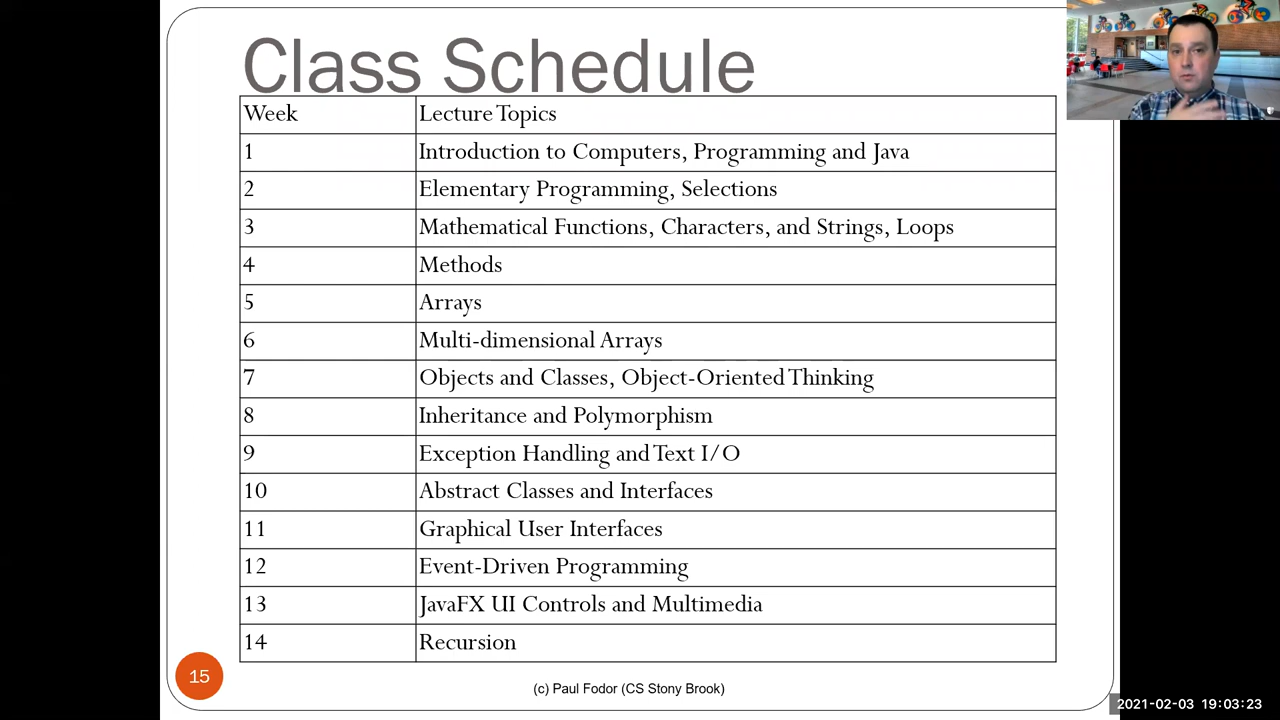 Class Schedule
Week Lecture Topics
1 Introduction to Computers, Programming and Java
2 Elementary Programming, Selections
3 Mathematical Functions, Characters, and Strings, Loops
4 Methods
5 Arrays
6 Multi-dimensional Arrays
7 Objects and Classes, Object-Oriented Thinking
8 Inheritance and Polymorphism
9 Exception Handling and Text I/O
10 Abstract Classes and Interfaces
11 Graphical User Interfaces
12 Event-Driven Programming
13 JavaFX UI Controls and Multimedia
14 Recursion
15
(c) Paul Fodor (CS Stony Brook)
2021-02-03 19:03:23